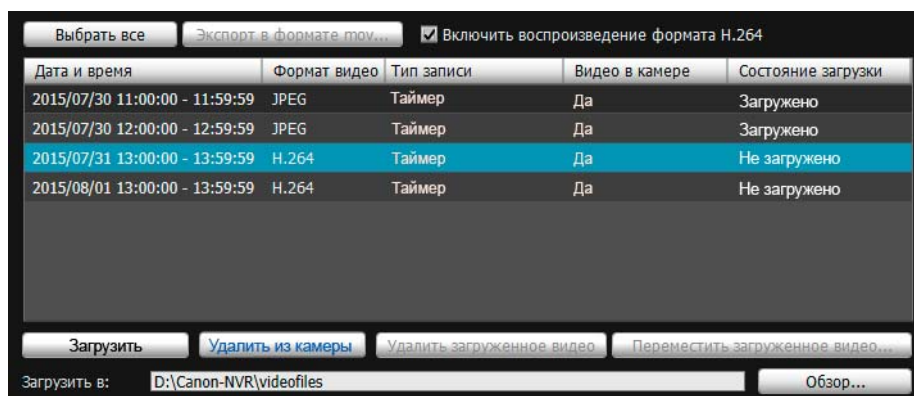 Выбрать все Экспорт в формате mov... Включить воспроизведение формата H.264
Дата и время Формат видео Тип записи Видео в камере Состояние загрузки
2015/07/30 11:00:00 - 11:59:59 JPEG Таймер Да Загружено
2015/07/30 12:00:00 - 12:59:59 JPEG Таймер Да Загружено
2015/07/31 13:00:00 - 13:59:59 H.264 Таймер Да Не загружено
2015/08/01 13:00:00 - 13:59:59 H.264 Таймер Да Не загружено
Загрузить Удалить из камеры Удалить загруженное видео Переместить загруженное видео...
Загрузить в: D:\Canon-NVR\videofiles Обзор...